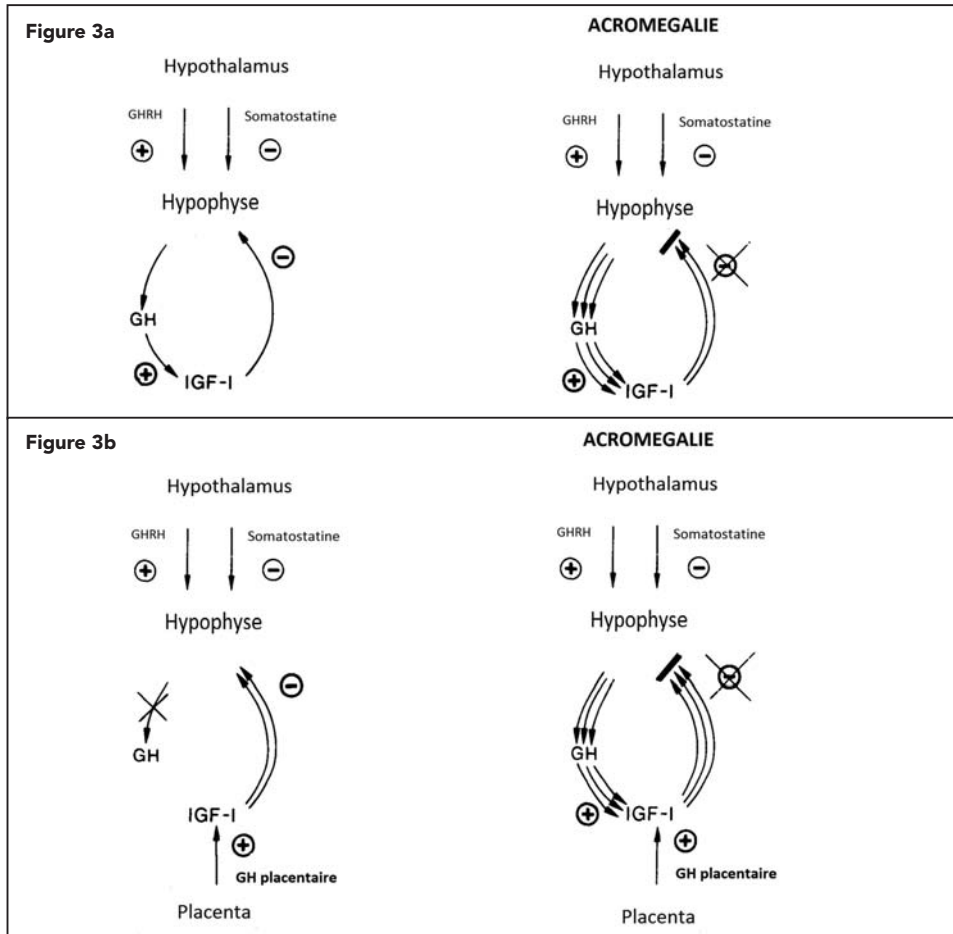 Figure 3a
Hypothalamus
GHRH
Somatostatine
+
-
Hypophyse
-
GH
+
IGF-I
ACROMEGALIE
Hypothalamus
GHRH
Somatostatine
+
-
Hypophyse
-
GH
+
IGF-I
Figure 3b
Hypothalamus
GHRH
Somatostatine
+
-
Hypophyse
-
GH
IGF-I
+
GH placentaire
Placenta
ACROMEGALIE
Hypothalamus
GHRH
Somatostatine
+
-
Hypophyse
-
GH
+
IGF-I
+
GH placentaire
Placenta